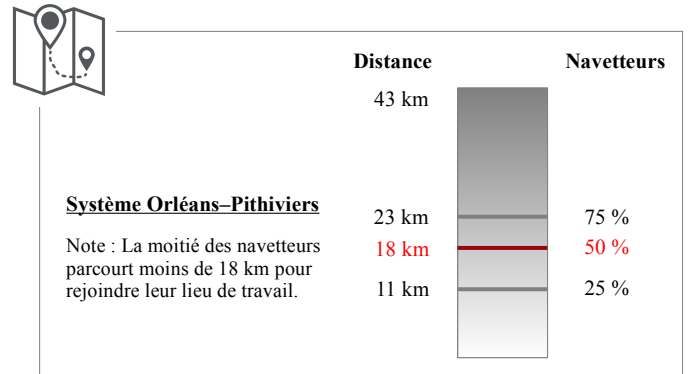 Distance Navetteurs
43 km
Système Orléans–Pithiviers
23 km 75 %
Note : La moitié des navetteurs
18 km 50 %
parcourt moins de 18 km pour
rejoindre leur lieu de travail.
11 km 25 %